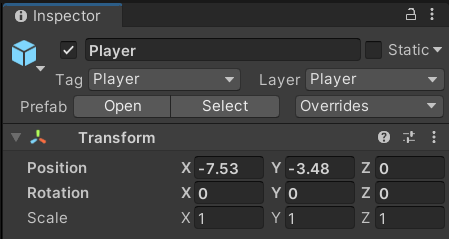 Inspector
Player Static
Tag Player Layer Player
Prefab Open Select Overrides
Transform
Position X -7.53 Y -3.48 Z 0
Rotation X 0 Y 0 Z 0
Scale X 1 Y 1 Z 1